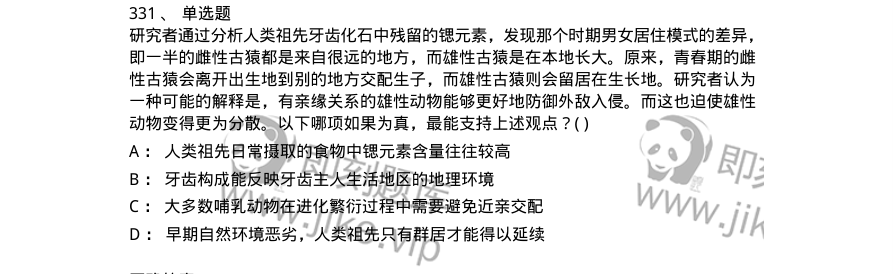 331 、 单选题
研究者通过分析人类祖先牙齿化石中残留的锶元素，发现那个时期男女居住模式的差异，
即一半的雌性古猿都是来自很远的地方，而雄性古猿是在本地长大。原来，青春期的雌
性古猿会离开出生地到别的地方交配生子，而雄性古猿则会留居在生长地。研究者认为
一种可能的解释是，有亲缘关系的雄性动物能够更好地防御外敌入侵。而这也迫使雄性
动物变得更为分散。以下哪项如果为真，最能支持上述观点？( )
A ： 人类祖先日常摄取的食物中锶元素含量往往较高
B ： 牙齿构成能反映牙齿主人生活地区的地理环境
C ： 大多数哺乳动物在进化繁衍过程中需要避免近亲交配
D ： 早期自然环境恶劣，人类祖先只有群居才能得以延续
即刻题库
www.jike.vip
即刻
www.jik